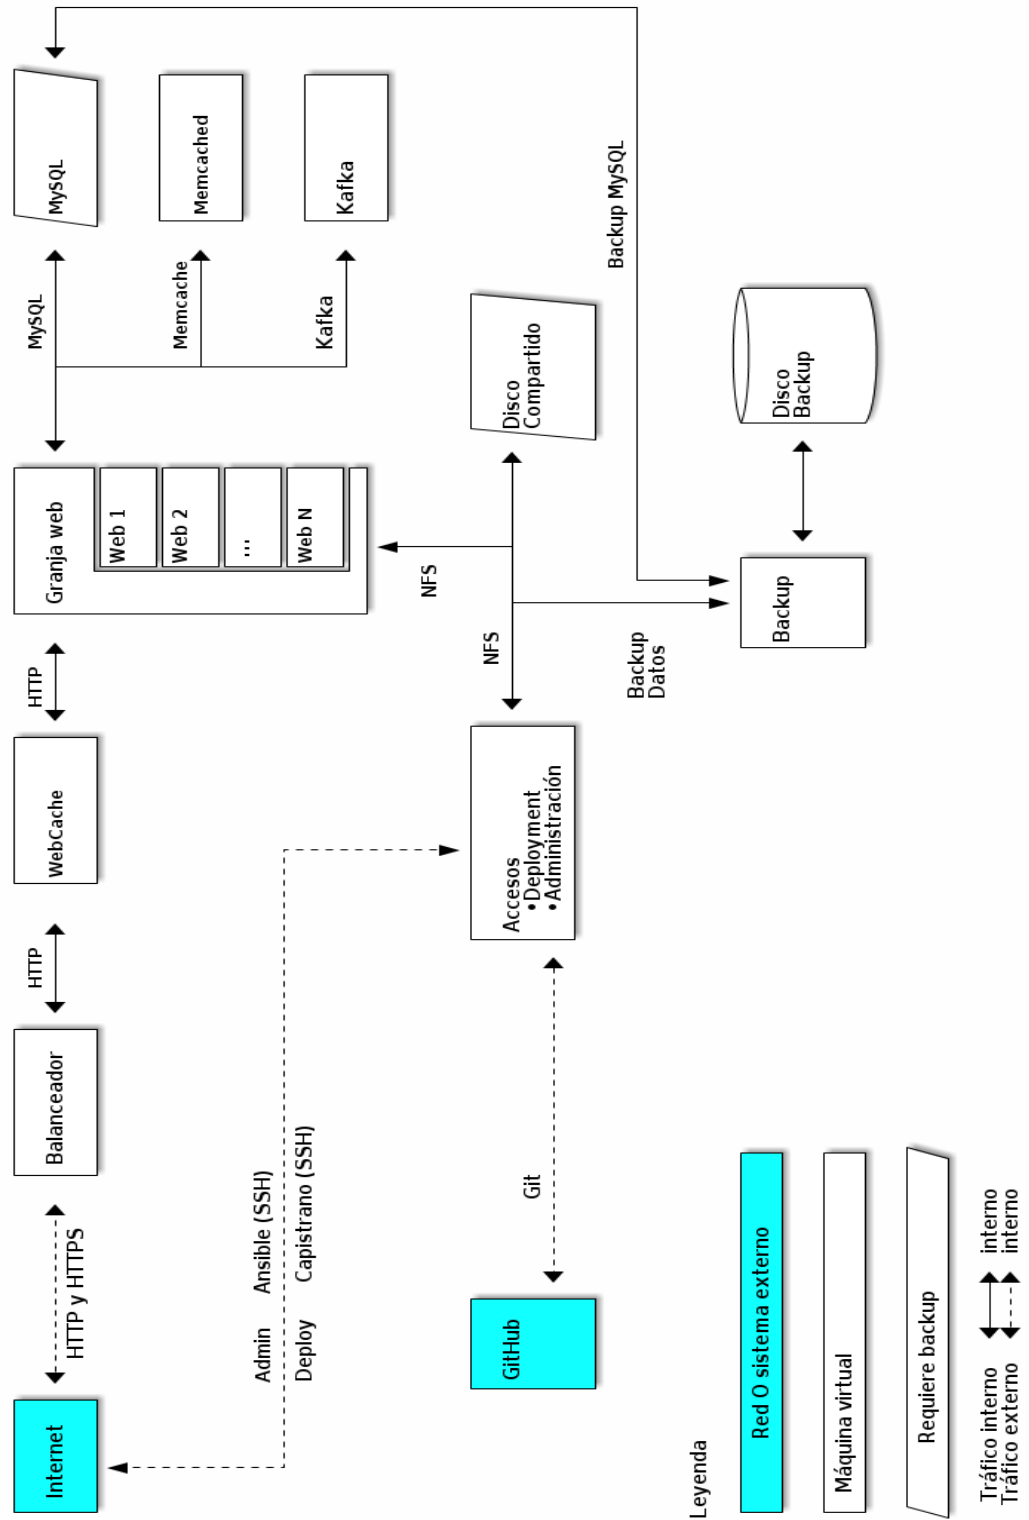 Internet
HTTP y HTTPS
Balanceador
HTTP
WebCache
HTTP
Granja web
Web 1
Web 2
...
Web N
MySQL
Memcache
Kafka
MySQL
Memcached
Kafka
Admin Ansible (SSH)
Deploy Capistrano (SSH)
GitHub
Git
Accesos
•Deployment
•Administración
NFS
NFS
Disco
Compartido
Backup
Datos
Backup MySQL
Backup
Disco
Backup
Leyenda
Red O sistema externo
Máquina virtual
Requiere backup
Tráfico interno interno
Tráfico externo interno